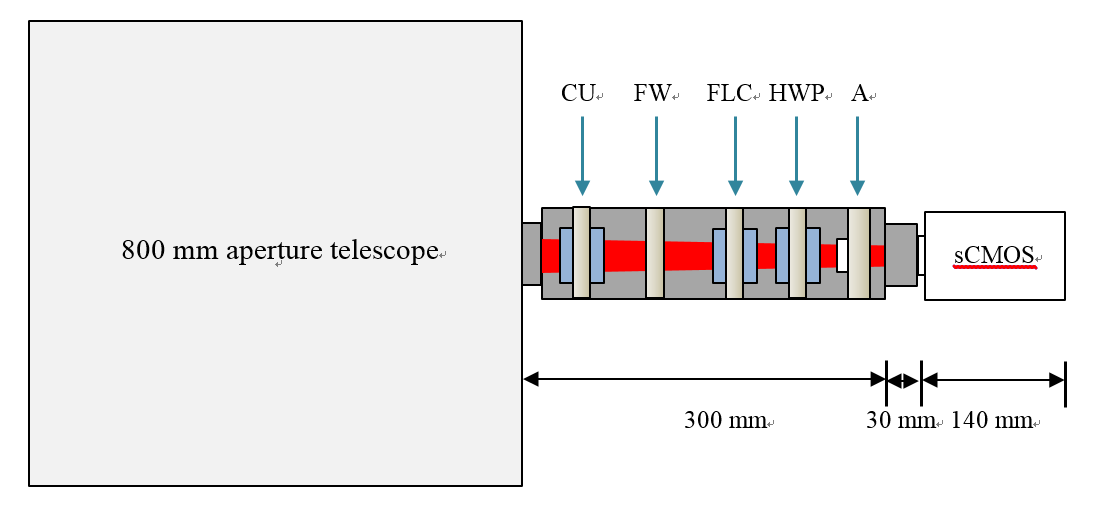 CU FW FLC HWP A
800 mm aperture telescope
sCMOS
300 mm 30 mm 140 mm